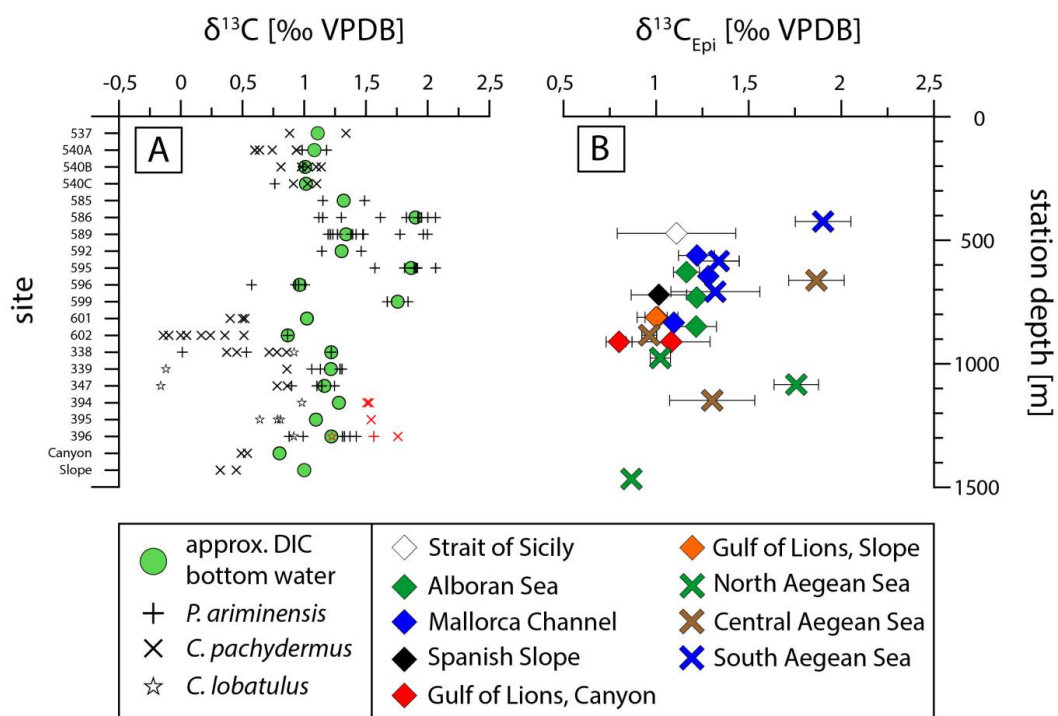 δ¹³C [‰ VPDB]
δ¹³C_Epi [‰ VPDB]
-0,5 0 0,5 1 1,5 2 2,5
0,5 1 1,5 2 2,5
A
B
site
537
540A
540B
540C
585
586
589
592
595
596
599
601
602
338
339
347
394
395
396
Canyon
Slope
0
500
1000
1500
station depth [m]
approx. DIC
bottom water
P. ariminensis
C. pachydermus
C. lobatulus
Strait of Sicily
Alboran Sea
Mallorca Channel
Spanish Slope
Gulf of Lions, Canyon
Gulf of Lions, Slope
North Aegean Sea
Central Aegean Sea
South Aegean Sea